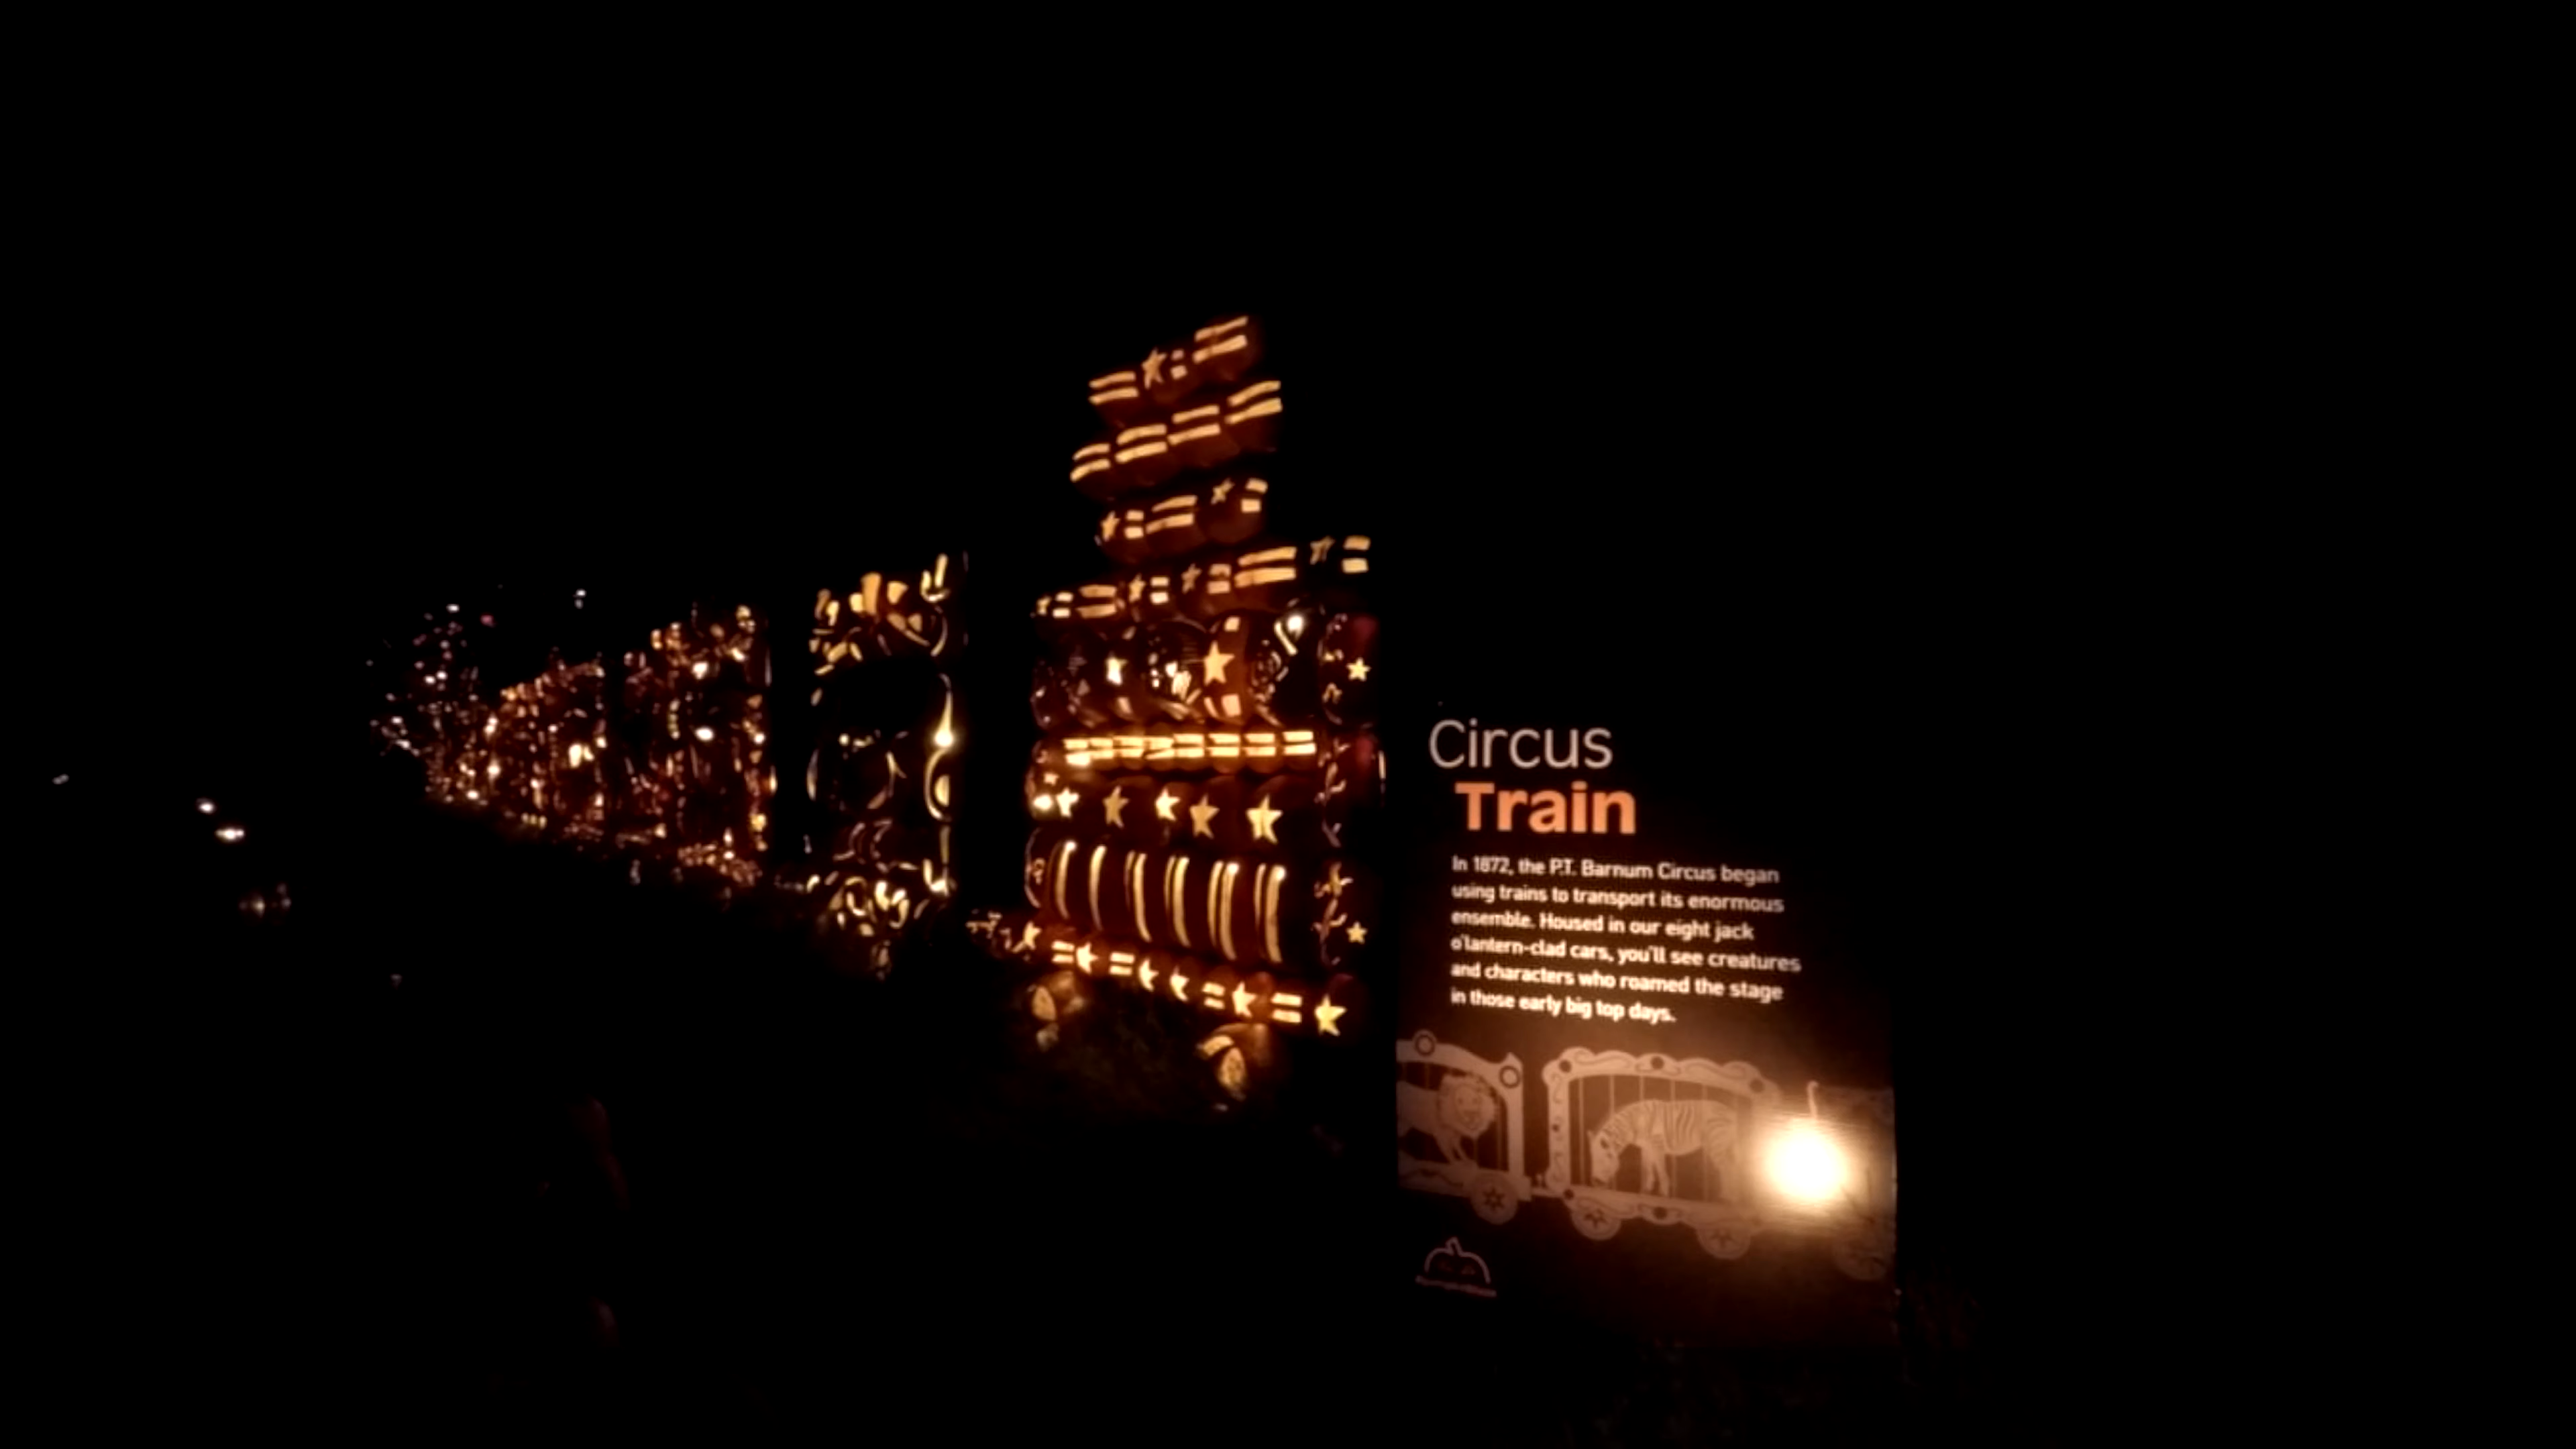 Circus
Train
In 1872, the P.T. Barnum Circus began
using trains to transport its enormous
ensemble. Housed in our eight jack
o'lantern-clad cars, you'll see creatures
and characters who roamed the stage
in those early big top days.